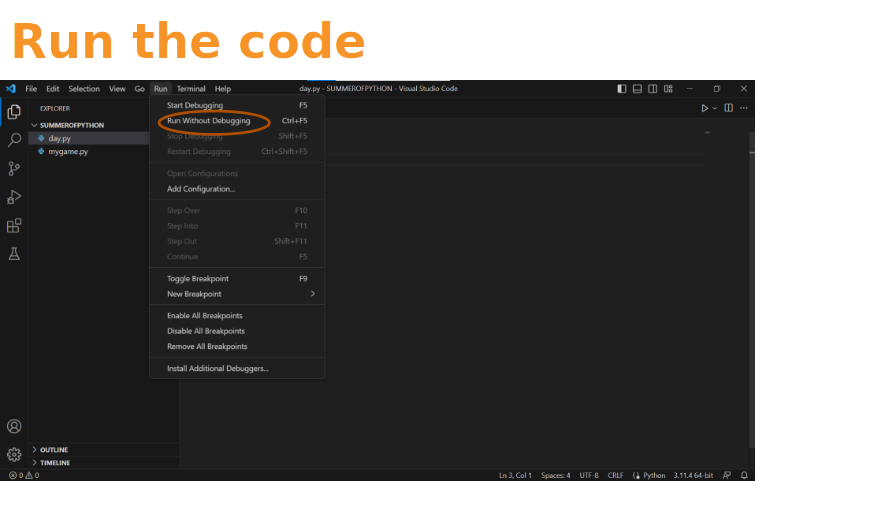 Run the code
File Edit Selection View Go Run Terminal Help
day.py - SUMMEROFPYTHON - Visual Studio Code
EXPLORER
SUMMEROFPYTHON
day.py
mygame.py
Start Debugging F5
Run Without Debugging Ctrl+F5
Stop Debugging Shift+F5
Restart Debugging Ctrl+Shift+F5
Open Configurations
Add Configuration...
Step Over F10
Step Into F11
Step Out Shift+F11
Continue F5
Toggle Breakpoint F9
New Breakpoint
Enable All Breakpoints
Disable All Breakpoints
Remove All Breakpoints
Install Additional Debuggers...
OUTLINE
TIMELINE
0 0 Ln 3, Col 1 Spaces: 4 UTF-8 CRLF Python 3.11.4 64-bit